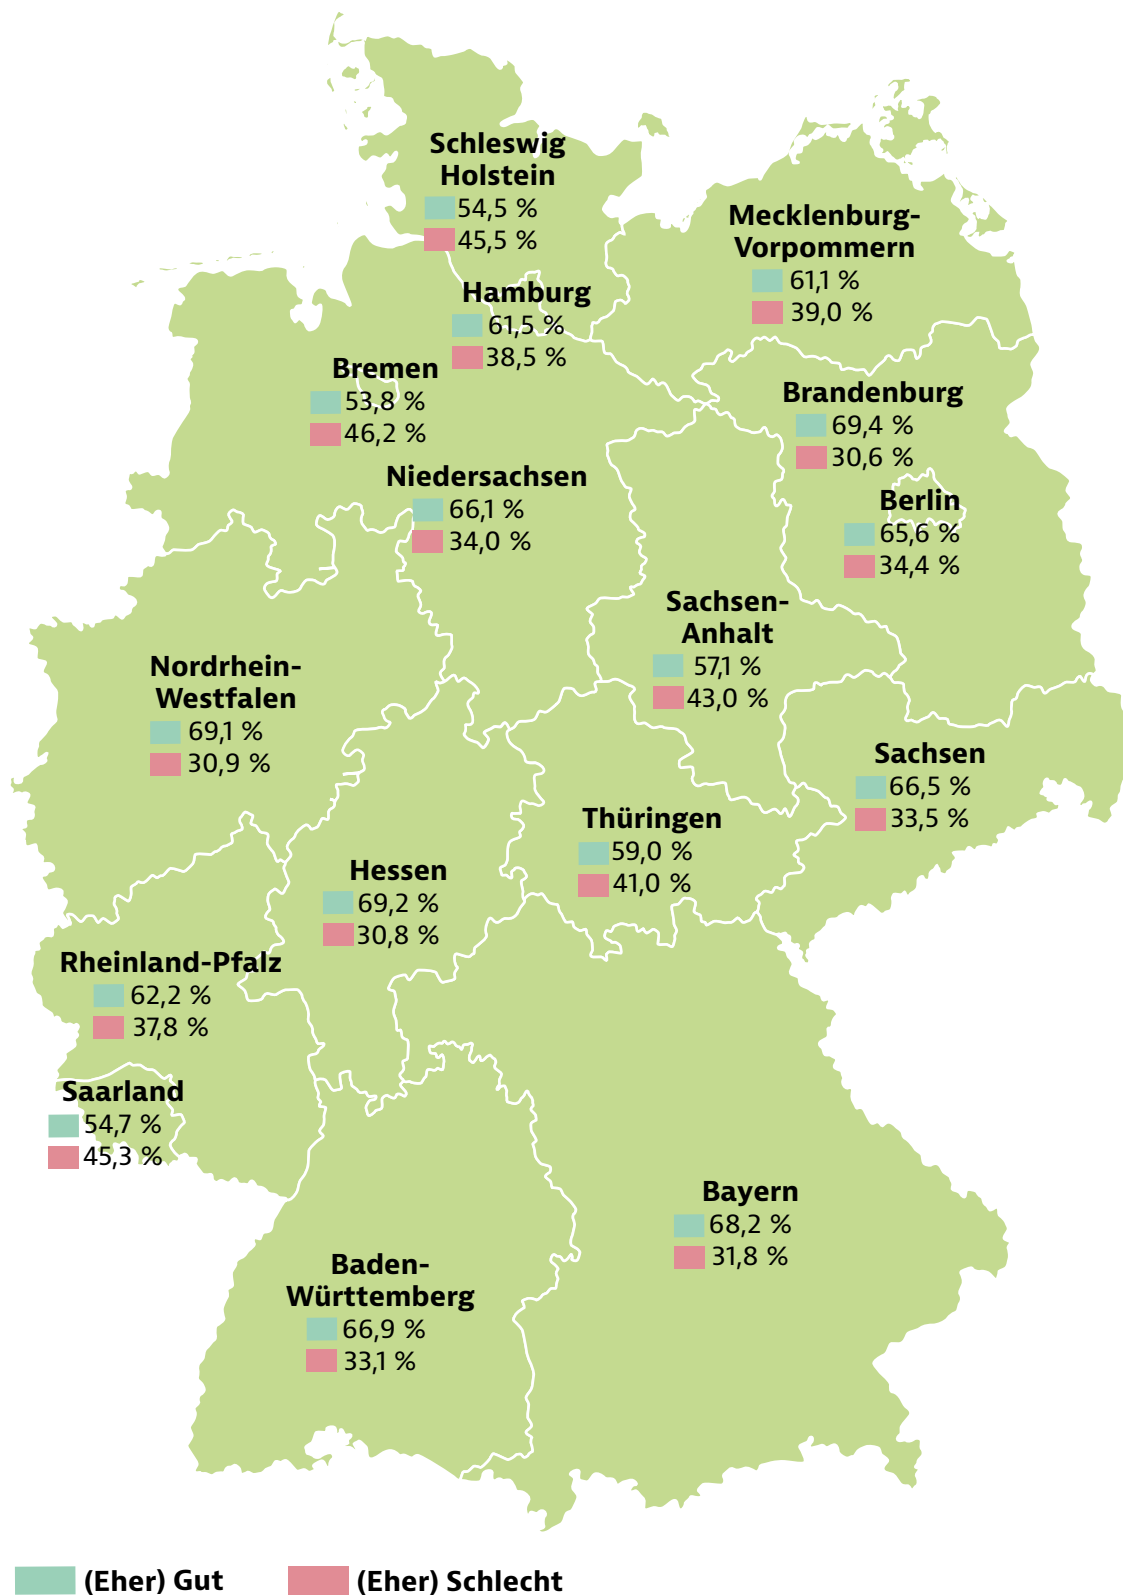 Schleswig
Holstein
54,5 %
45,5 %
Mecklenburg-
Vorpommern
61,1 %
39,0 %
Hamburg
61,5 %
38,5 %
Bremen
53,8 %
46,2 %
Brandenburg
69,4 %
30,6 %
Niedersachsen
66,1 %
34,0 %
Berlin
65,6 %
34,4 %
Sachsen-
Anhalt
57,1 %
43,0 %
Nordrhein-
Westfalen
69,1 %
30,9 %
Sachsen
66,5 %
33,5 %
Thüringen
59,0 %
41,0 %
Hessen
69,2 %
30,8 %
Rheinland-Pfalz
62,2 %
37,8 %
Saarland
54,7 %
45,3 %
Bayern
68,2 %
31,8 %
Baden-
Württemberg
66,9 %
33,1 %
(Eher) Gut
(Eher) Schlecht